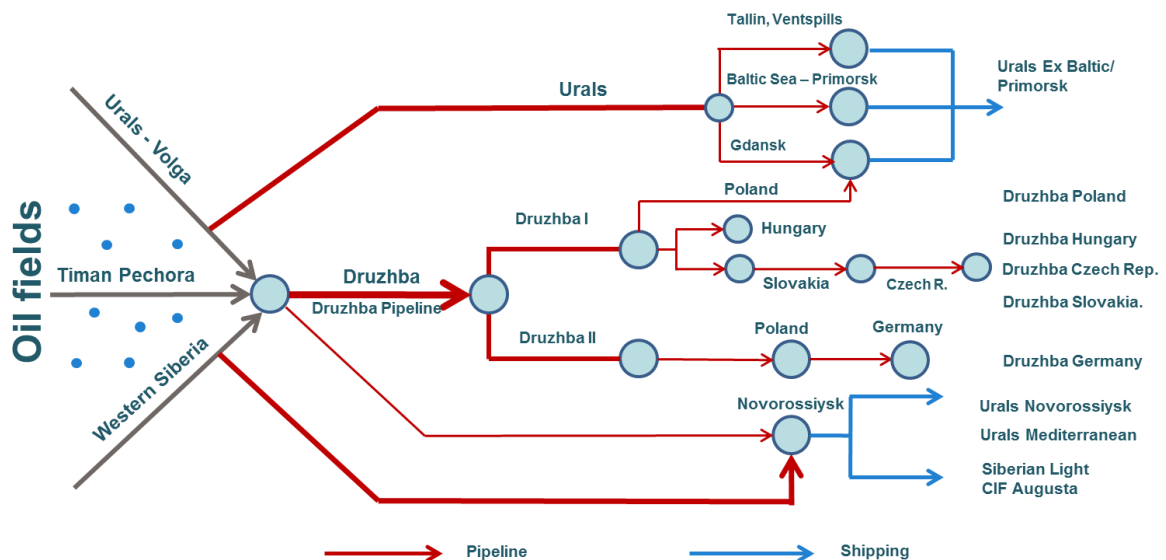 Oil fields
Urals - Volga
Timan Pechora
Western Siberia
Urals
Tallin, Ventspills
Baltic Sea – Primorsk
Gdansk
Urals Ex Baltic/
Primorsk
Druzhba
Druzhba Pipeline
Druzhba I
Poland
Hungary
Slovakia
Czech R.
Druzhba Poland
Druzhba Hungary
Druzhba Czech Rep.
Druzhba Slovakia.
Druzhba II
Poland
Germany
Druzhba Germany
Novorossiysk
Urals Novorossiysk
Urals Mediterranean
Siberian Light
CIF Augusta
Pipeline
Shipping